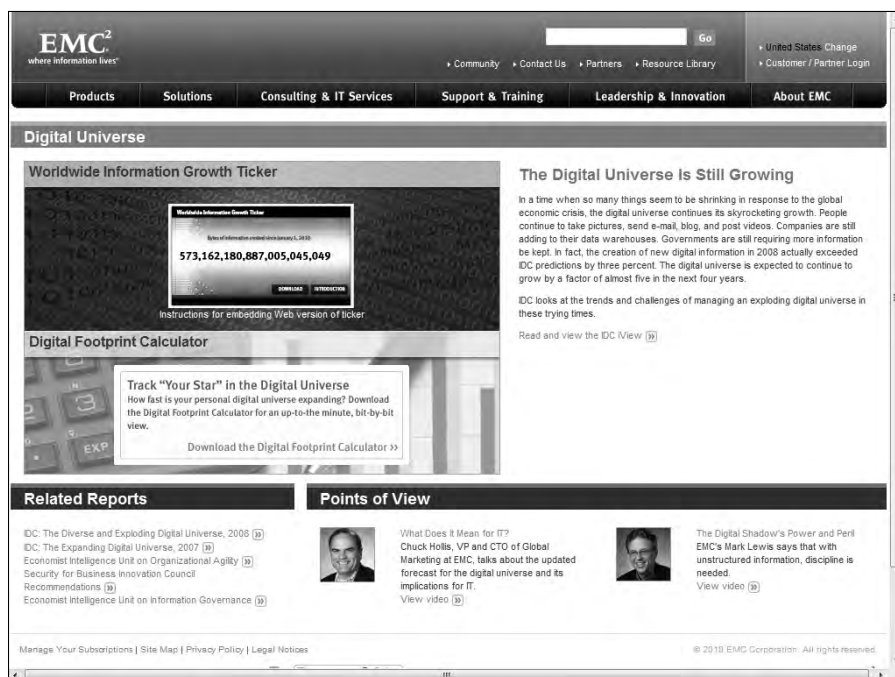 EMC²
where information lives®
Go
Community Contact Us Partners Resource Library
United States Change
Customer / Partner Login
Products Solutions Consulting & IT Services Support & Training Leadership & Innovation About EMC
Digital Universe
Worldwide Information Growth Ticker
Worldwide Information Growth Ticker
Bytes of information created since January 1, 2010:
573,162,180,887,005,045,049
DOWNLOAD INTRODUCTION
Instructions for embedding Web version of ticker
Digital Footprint Calculator
3
EXP
Track “Your Star” in the Digital Universe
How fast is your personal digital universe expanding? Download
the Digital Footprint Calculator for an up-to-the minute, bit-by-bit
view.
Download the Digital Footprint Calculator >>
The Digital Universe Is Still Growing
In a time when so many things seem to be shrinking in response to the global
economic crisis, the digital universe continues its skyrocketing growth. People
continue to take pictures, send e-mail, blog, and post videos. Companies are still
adding to their data warehouses. Governments are still requiring more information
be kept. In fact, the creation of new digital information in 2008 actually exceeded
IDC predictions by three percent. The digital universe is expected to continue to
grow by a factor of almost five in the next four years.
IDC looks at the trends and challenges of managing an exploding digital universe in
these trying times.
Read and view the IDC iView
Related Reports
IDC: The Diverse and Exploding Digital Universe, 2008
IDC: The Expanding Digital Universe, 2007
Economist Intelligence Unit on Organizational Agility
Security for Business Innovation Council
Recommendations
Economist Intelligence Unit on Information Governance
Points of View
What Does It Mean for IT?
Chuck Hollis, VP and CTO of Global
Marketing at EMC, talks about the updated
forecast for the digital universe and its
implications for IT.
View video
The Digital Shadow's Power and Peril
EMC's Mark Lewis says that with
unstructured information, discipline is
needed.
View video
Manage Your Subscriptions | Site Map | Privacy Policy | Legal Notices
© 2010 EMC Corporation. All rights reserved.